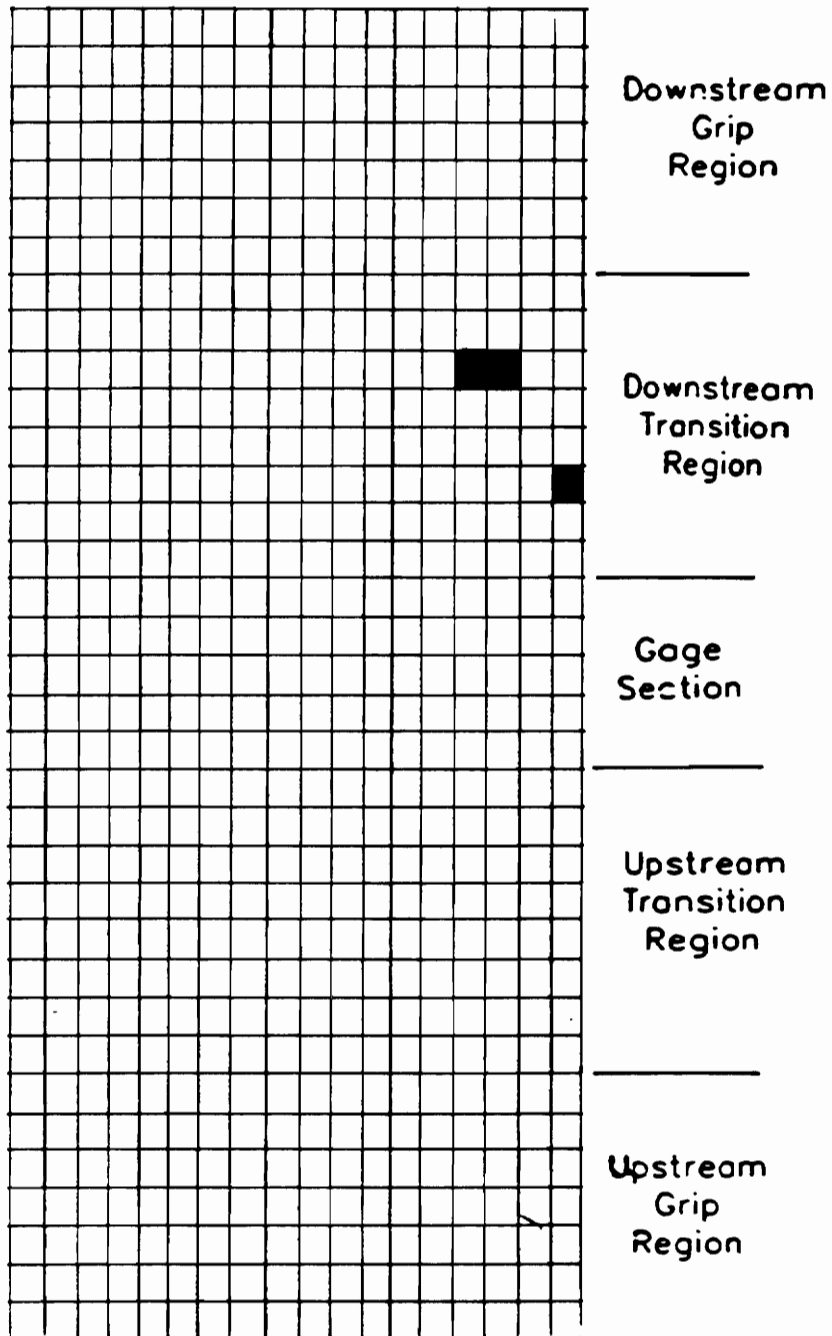 Downstream
Grip
Region
Downstream
Transition
Region
Gage
Section
Upstream
Transition
Region
Upstream
Grip
Region